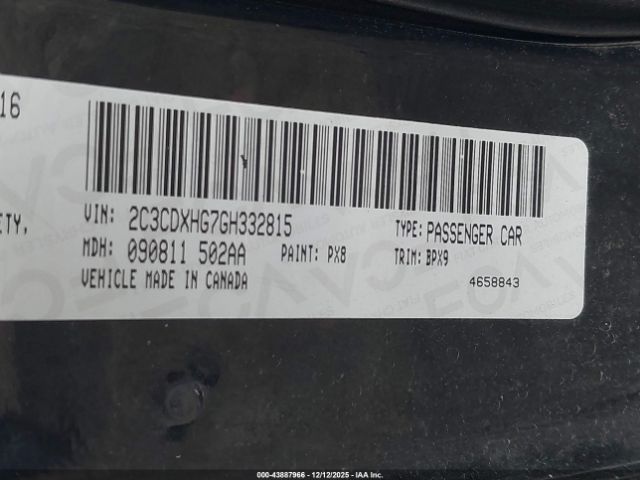 16
ETY,
VIN: 2C3CDXHG7GH332815
TYPE: PASSENGER CAR
MDH: 090811 502AA
PAINT: PX8
TRIM: BPX9
VEHICLE MADE IN CANADA
4658843
000-43887966 - 12/12/2025 - IAA Inc.